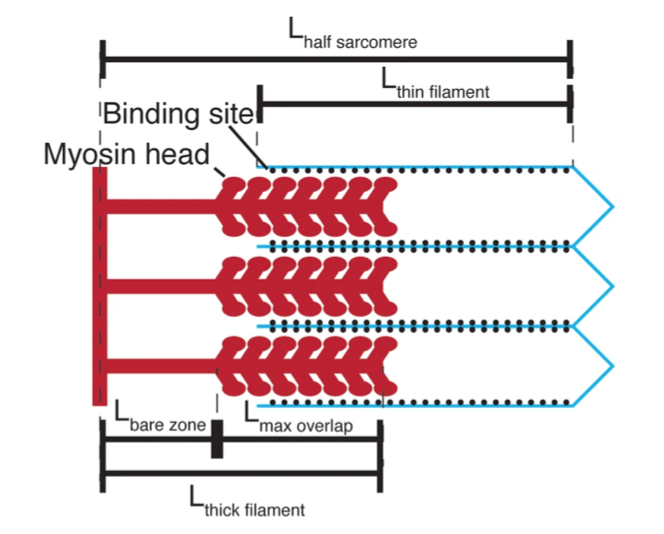 L half sarcomere
L thin filament
Binding site
Myosin head
L bare zone
L max overlap
L thick filament